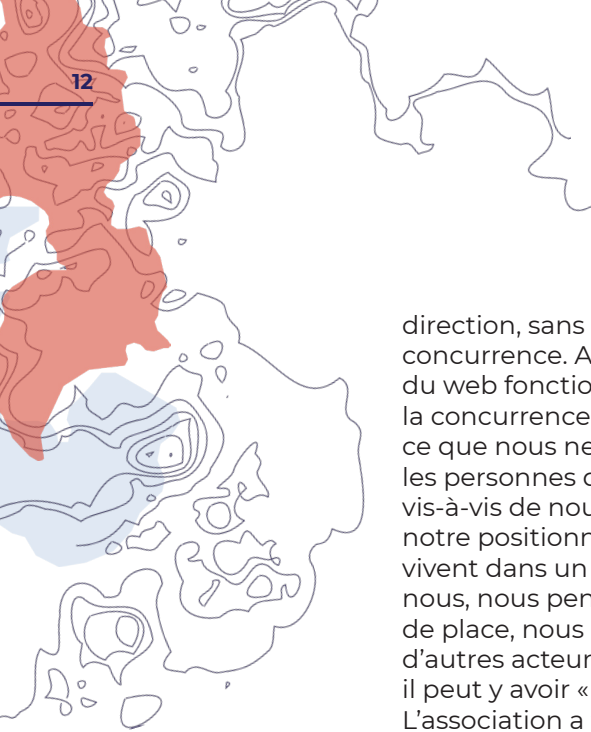 12
direction, sans
concurrence.
du web
la concurrence
ce que nous
les personnes
vis-à-vis de
notre
vivent dans un
nous, nous
de place, nous
d'autres
il peut y avoir «
L'association a